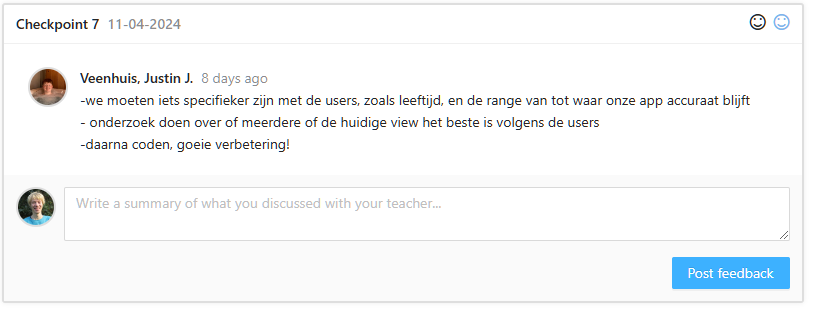 Checkpoint 7 11-04-2024
Veenhuis, Justin J. 8 days ago
-we moeten iets specifieker zijn met de users, zoals leeftijd, en de range van tot waar onze app accuraat blijft
- onderzoek doen over of meerdere of de huidige view het beste is volgens de users
-daarna coden, goeie verbetering!
Write a summary of what you discussed with your teacher...
Post feedback